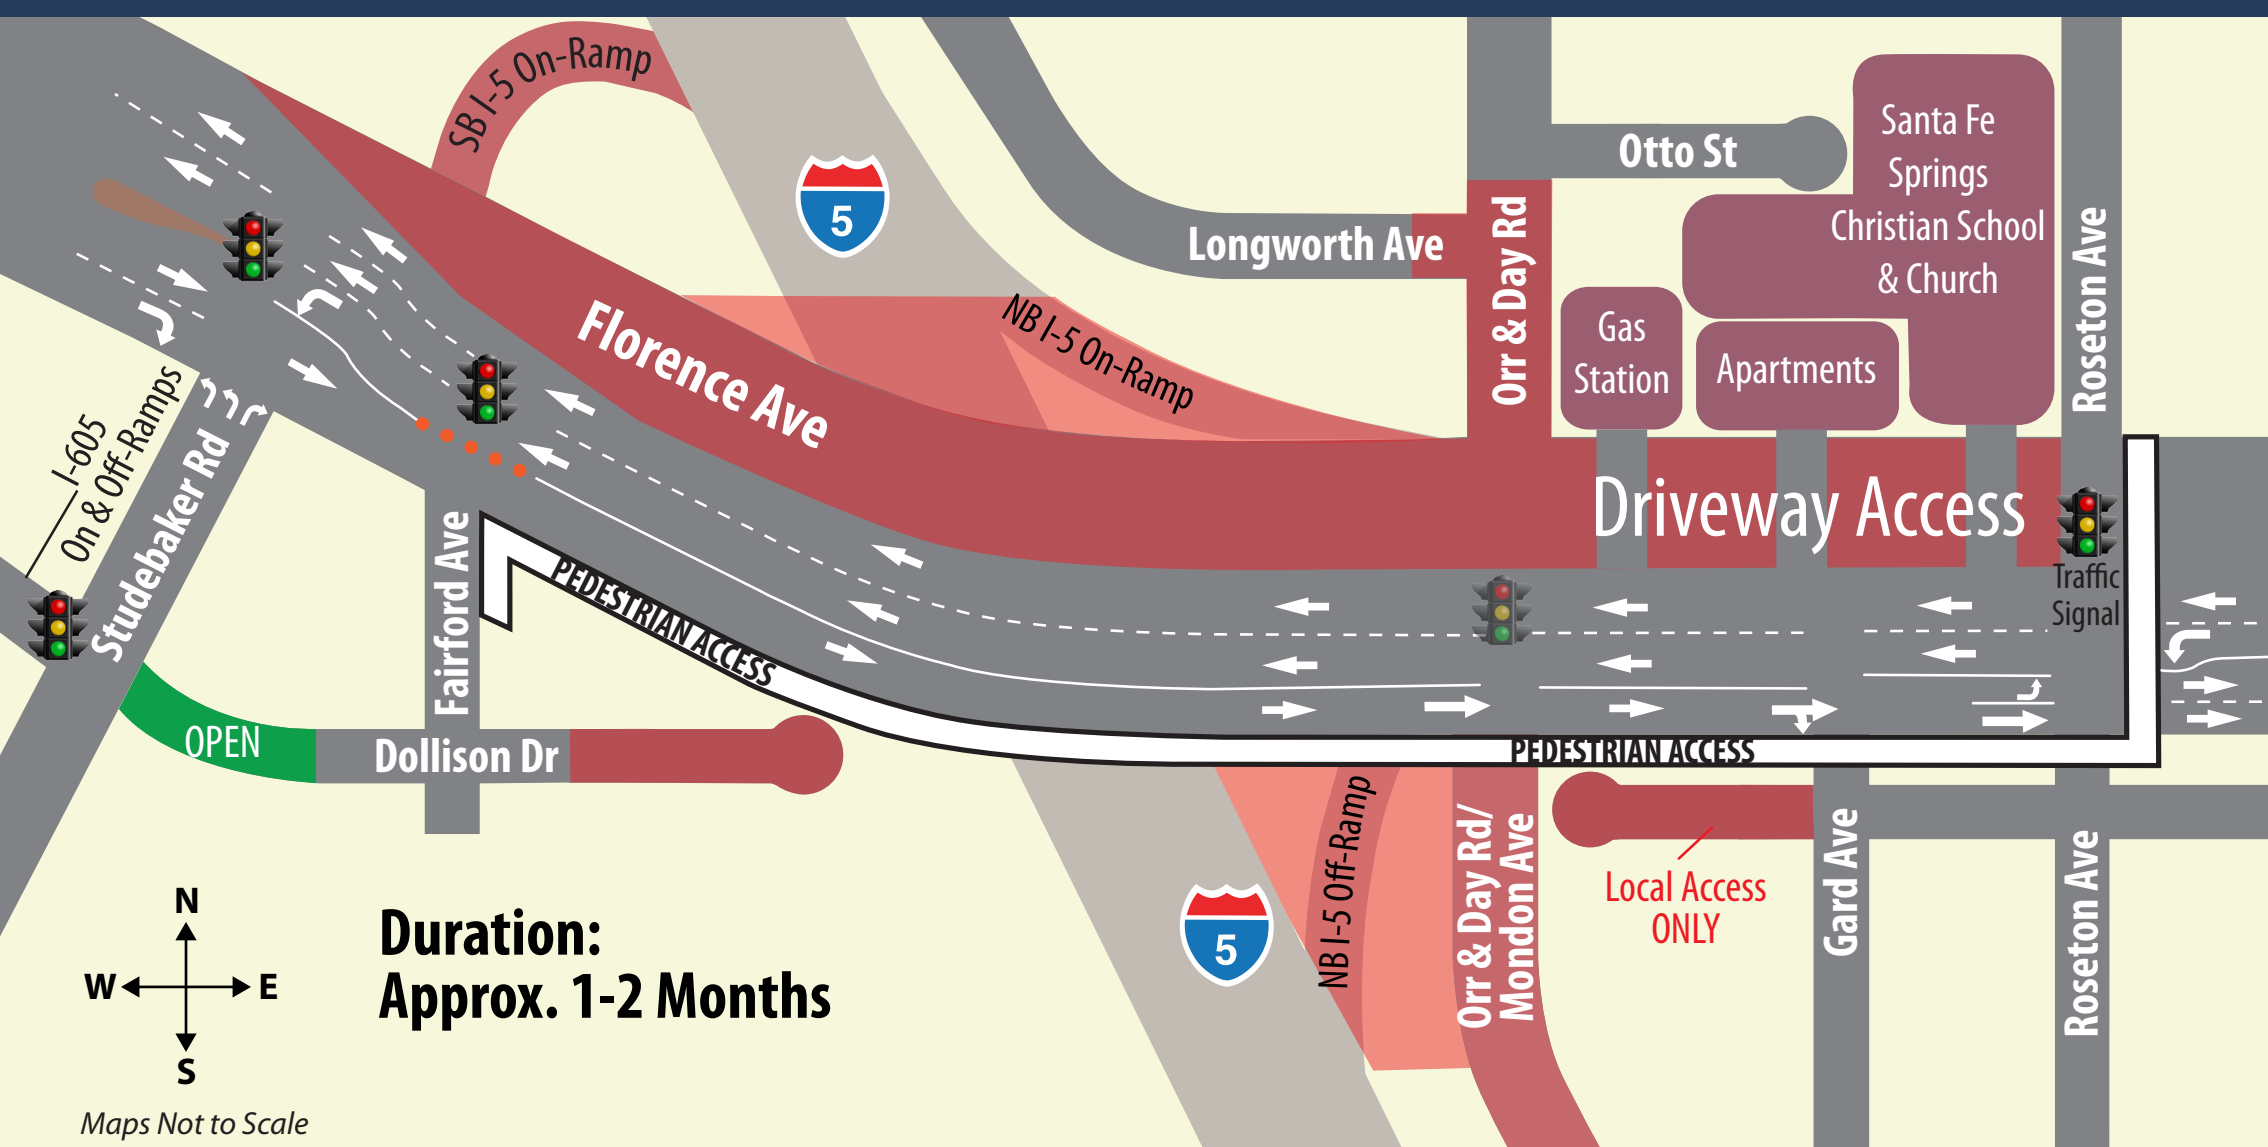 SB I-5 On-Ramp
5
Otto St
Santa Fe
Springs
Christian School
& Church
Longworth Ave
Orr & Day Rd
Roseton Ave
NB I-5 On-Ramp
Gas
Station
Apartments
Florence Ave
I-605
On & Off-Ramps
Studebaker Rd
Driveway Access
Traffic
Signal
Fairford Ave
PEDESTRIAN ACCESS
PEDESTRIAN ACCESS
OPEN
Dollison Dr
NB I-5 Off-Ramp
Orr & Day Rd/
Mondon Ave
Local Access
ONLY
Gard Ave
Roseton Ave
5
N
W
E
S
Duration:
Approx. 1-2 Months
Maps Not to Scale